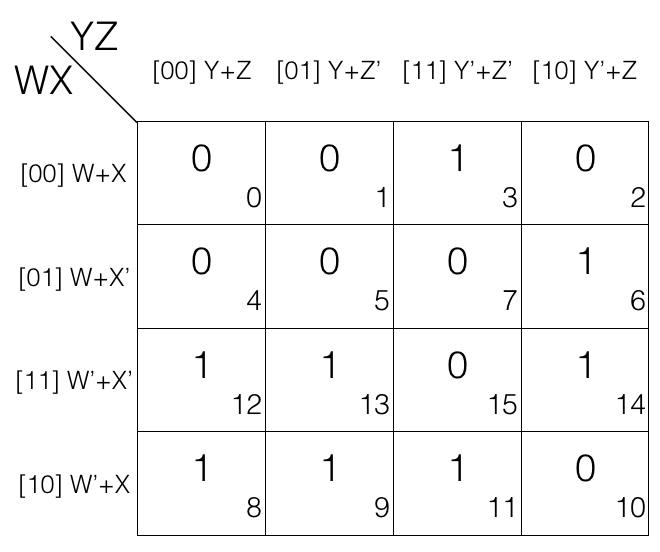 YZ
WX
[00] Y+Z [01] Y+Z' [11] Y'+Z' [10] Y'+Z
[00] W+X 0 0 1 0
0 1 3 2
[01] W+X' 0 0 0 1
4 5 7 6
[11] W'+X' 1 1 0 1
12 13 15 14
[10] W'+X 1 1 1 0
8 9 11 10